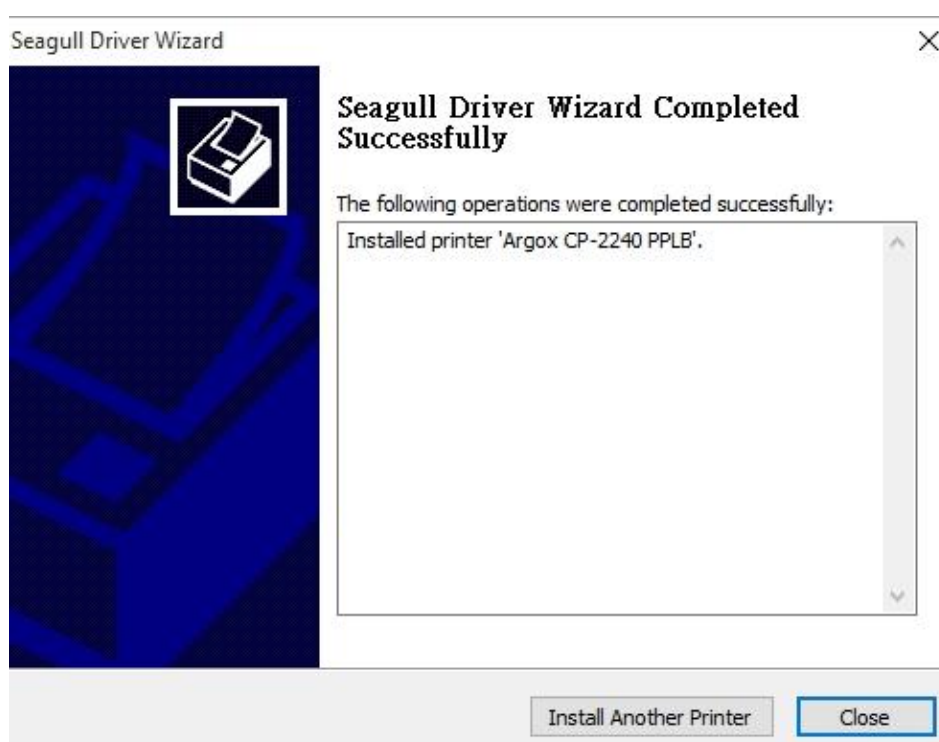 Seagull Driver Wizard
Seagull Driver Wizard Completed
Successfully
The following operations were completed successfully:
Installed printer 'Argox CP-2240 PPLB'.
Install Another Printer
Close